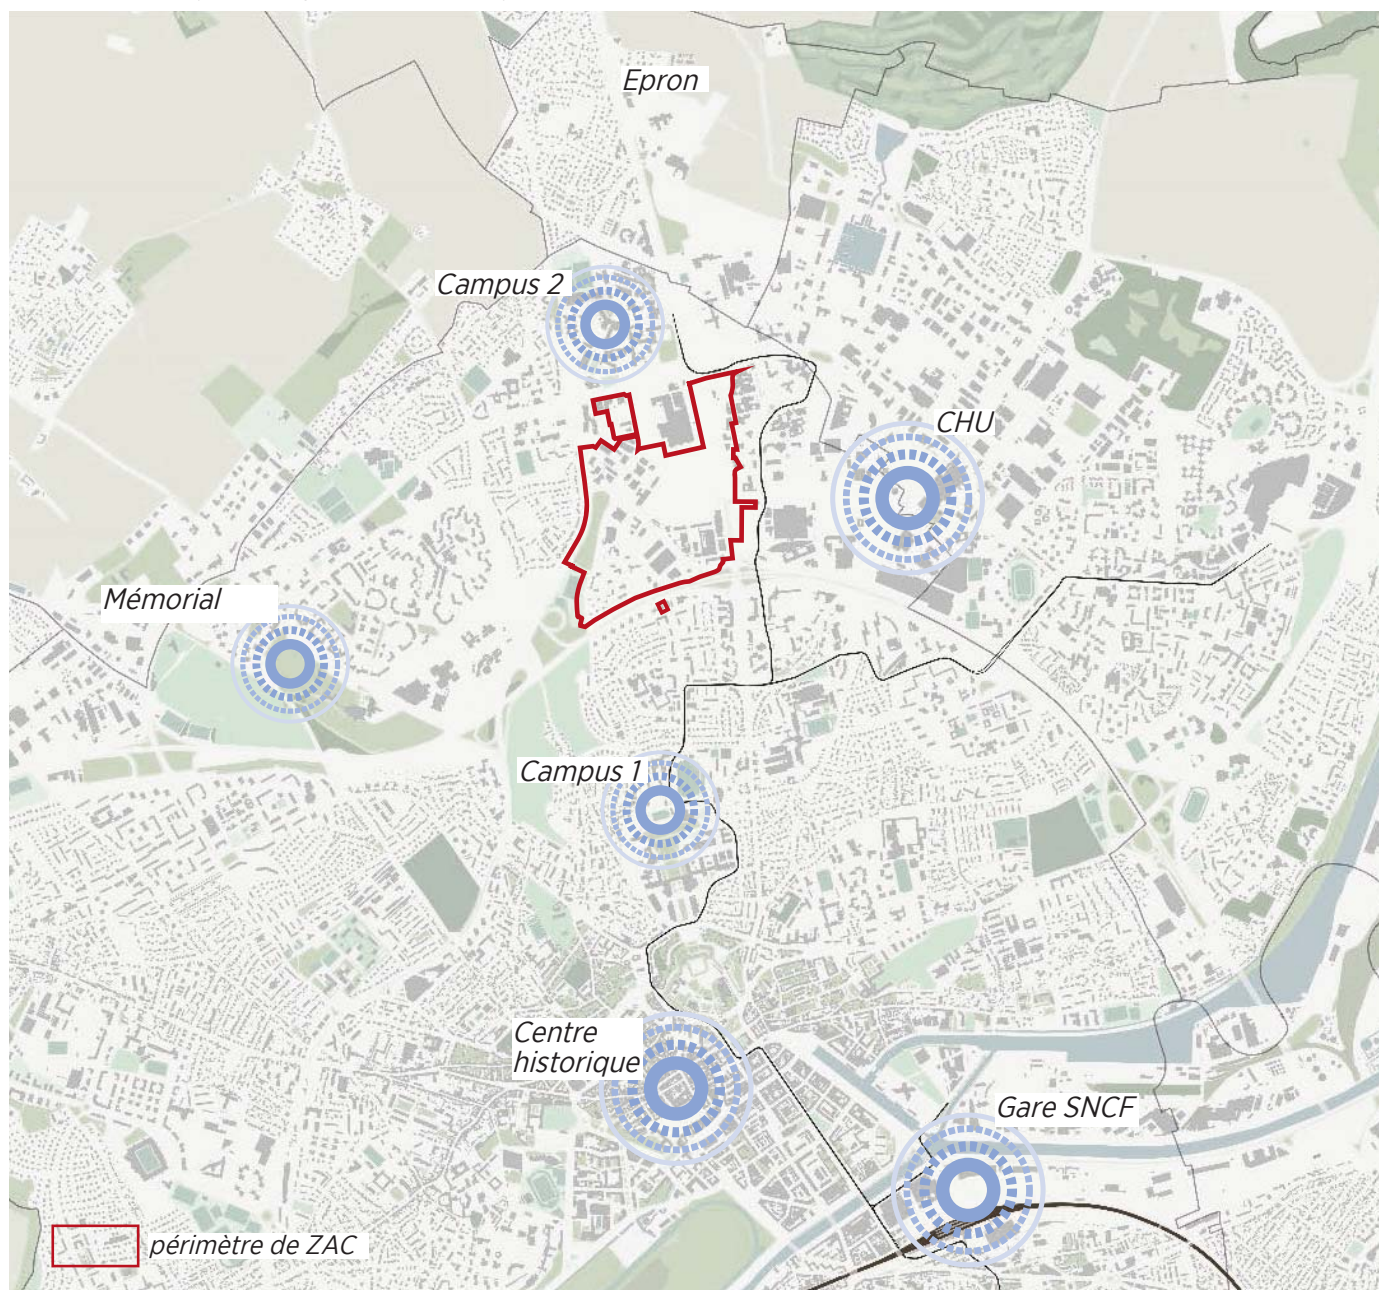 Epron
Campus 2
CHU
Mémorial
Campus 1
Centre
historique
Gare SNCF
périmètre de ZAC